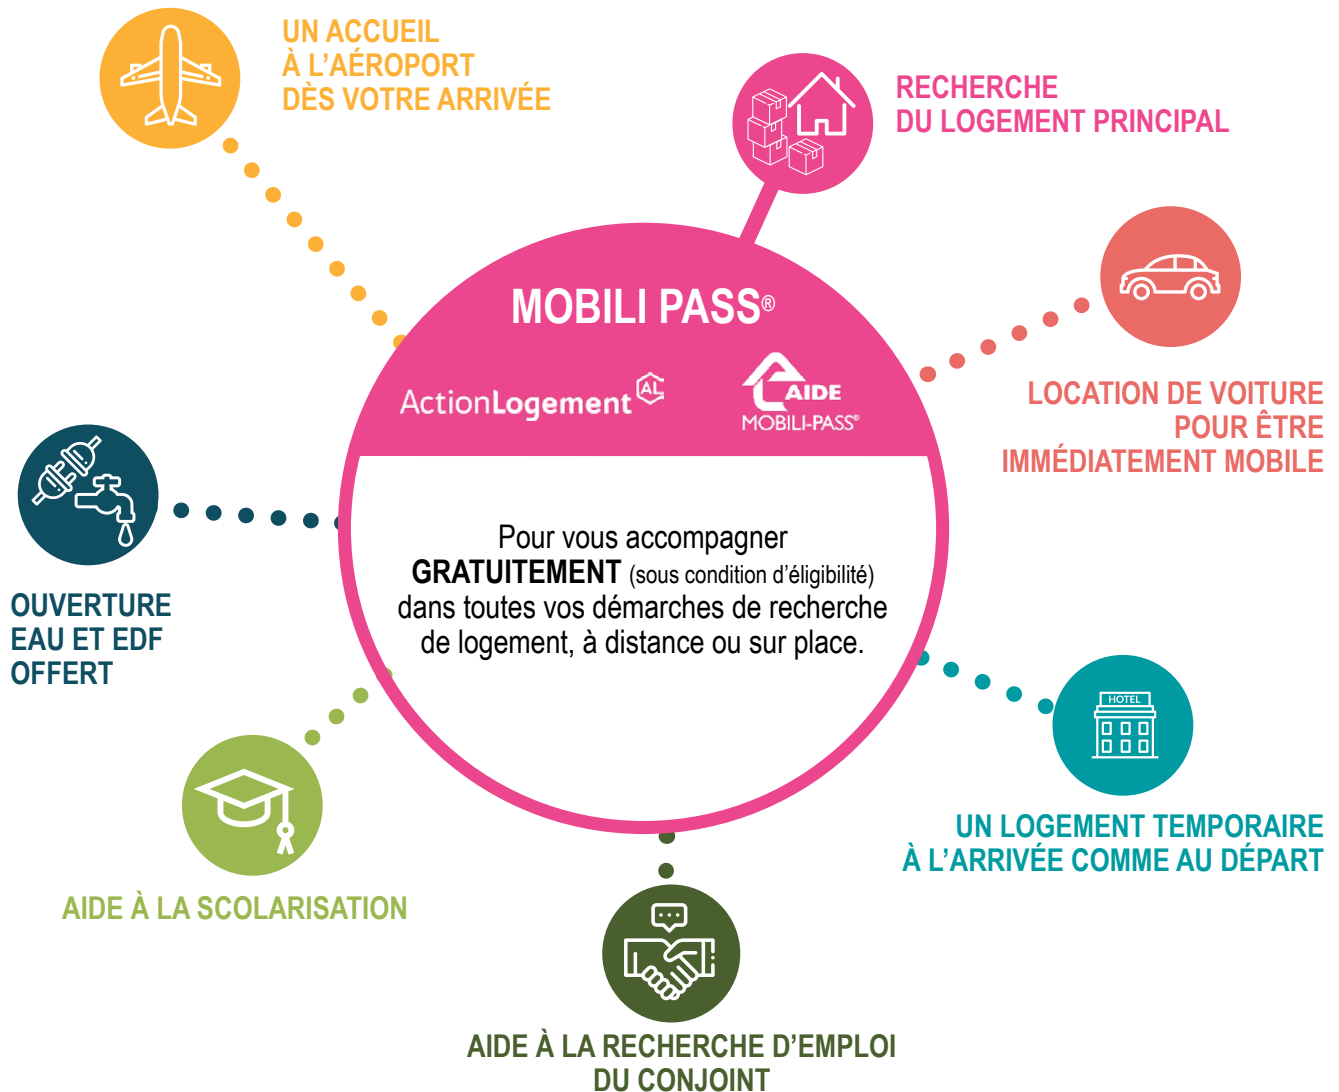 UN ACCUEIL
À L’AÉROPORT
DÈS VOTRE ARRIVÉE
RECHERCHE
DU LOGEMENT PRINCIPAL
MOBILI PASS®
ActionLogement AL
AIDE
MOBILI-PASS®
LOCATION DE VOITURE
POUR ÊTRE
IMMÉDIATEMENT MOBILE
Pour vous accompagner
GRATUITEMENT (sous condition d’éligibilité)
dans toutes vos démarches de recherche
de logement, à distance ou sur place.
OUVERTURE
EAU ET EDF
OFFERT
HOTEL
UN LOGEMENT TEMPORAIRE
À L’ARRIVÉE COMME AU DÉPART
AIDE À LA SCOLARISATION
AIDE À LA RECHERCHE D’EMPLOI
DU CONJOINT